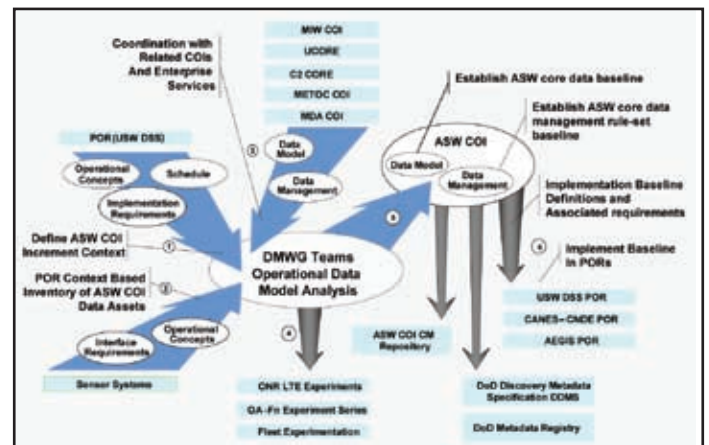 MIW COI
UCORE
C2 CORE
METOC COI
MDA COI
Coordination with
Related COIs
And Enterprise
Services
Establish ASW core data baseline
Establish ASW core data
management rule-set
baseline
ASW COI
Data Model
Data
Management
POR (USW DSS)
Operational
Concepts
Schedule
Implementation
Requirements
3
Data
Model
Data
Management
Implementation Baseline
Definitions and
Associated requirements
Define ASW COI
Increment Context
1
5
DMWG Teams
Operational Data
Model Analysis
6
Implement Baseline
In PORs
POR Context Based
Inventory of ASW COI
Data Assets
2
USW DSS POR
CANES-CNDE POR
AEGIS POR
Interface
Requirements
Operational
Concepts
4
ASW COI CM
Repository
Sensor Systems
ONR LTE Experiments
GA-Fn Experiment Series
Fleet Experimentation
DoD Discovery Metadata
Specification DDMS
DoD Metadata Registry